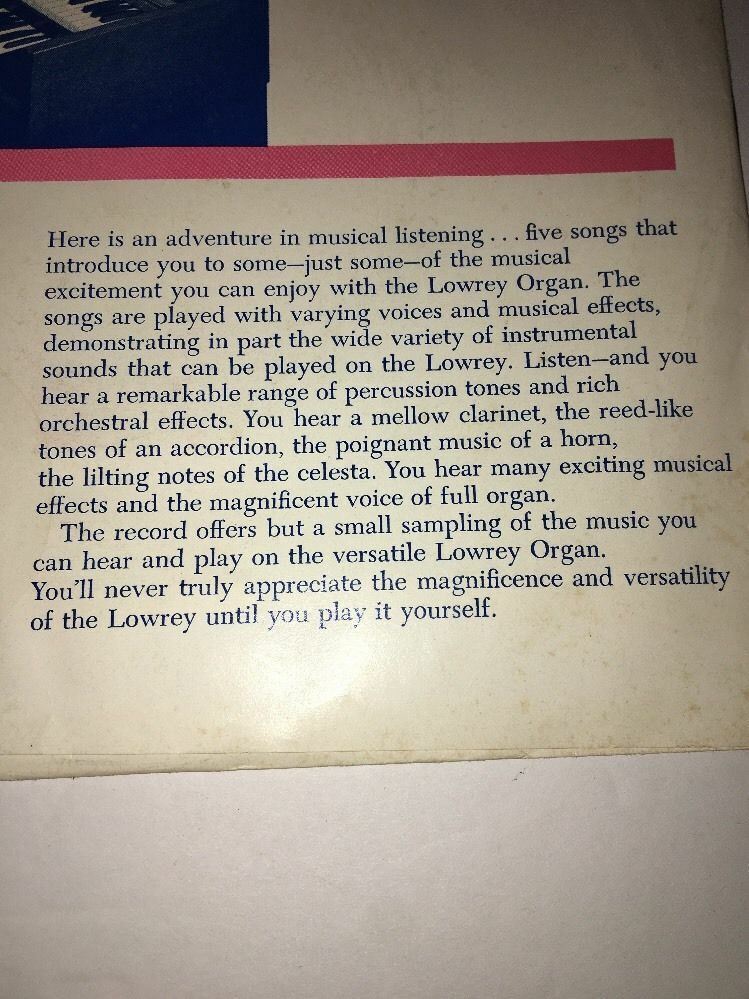 Here is an adventure in musical listening . . . five songs that
introduce you to some—just some—of the musical
excitement you can enjoy with the Lowrey Organ. The
songs are played with varying voices and musical effects,
demonstrating in part the wide variety of instrumental
sounds that can be played on the Lowrey. Listen—and you
hear a remarkable range of percussion tones and rich
orchestral effects. You hear a mellow clarinet, the reed-like
tones of an accordion, the poignant music of a horn,
the lilting notes of the celesta. You hear many exciting musical
effects and the magnificent voice of full organ.
The record offers but a small sampling of the music you
can hear and play on the versatile Lowrey Organ.
You'll never truly appreciate the magnificence and versatility
of the Lowrey until you play it yourself.